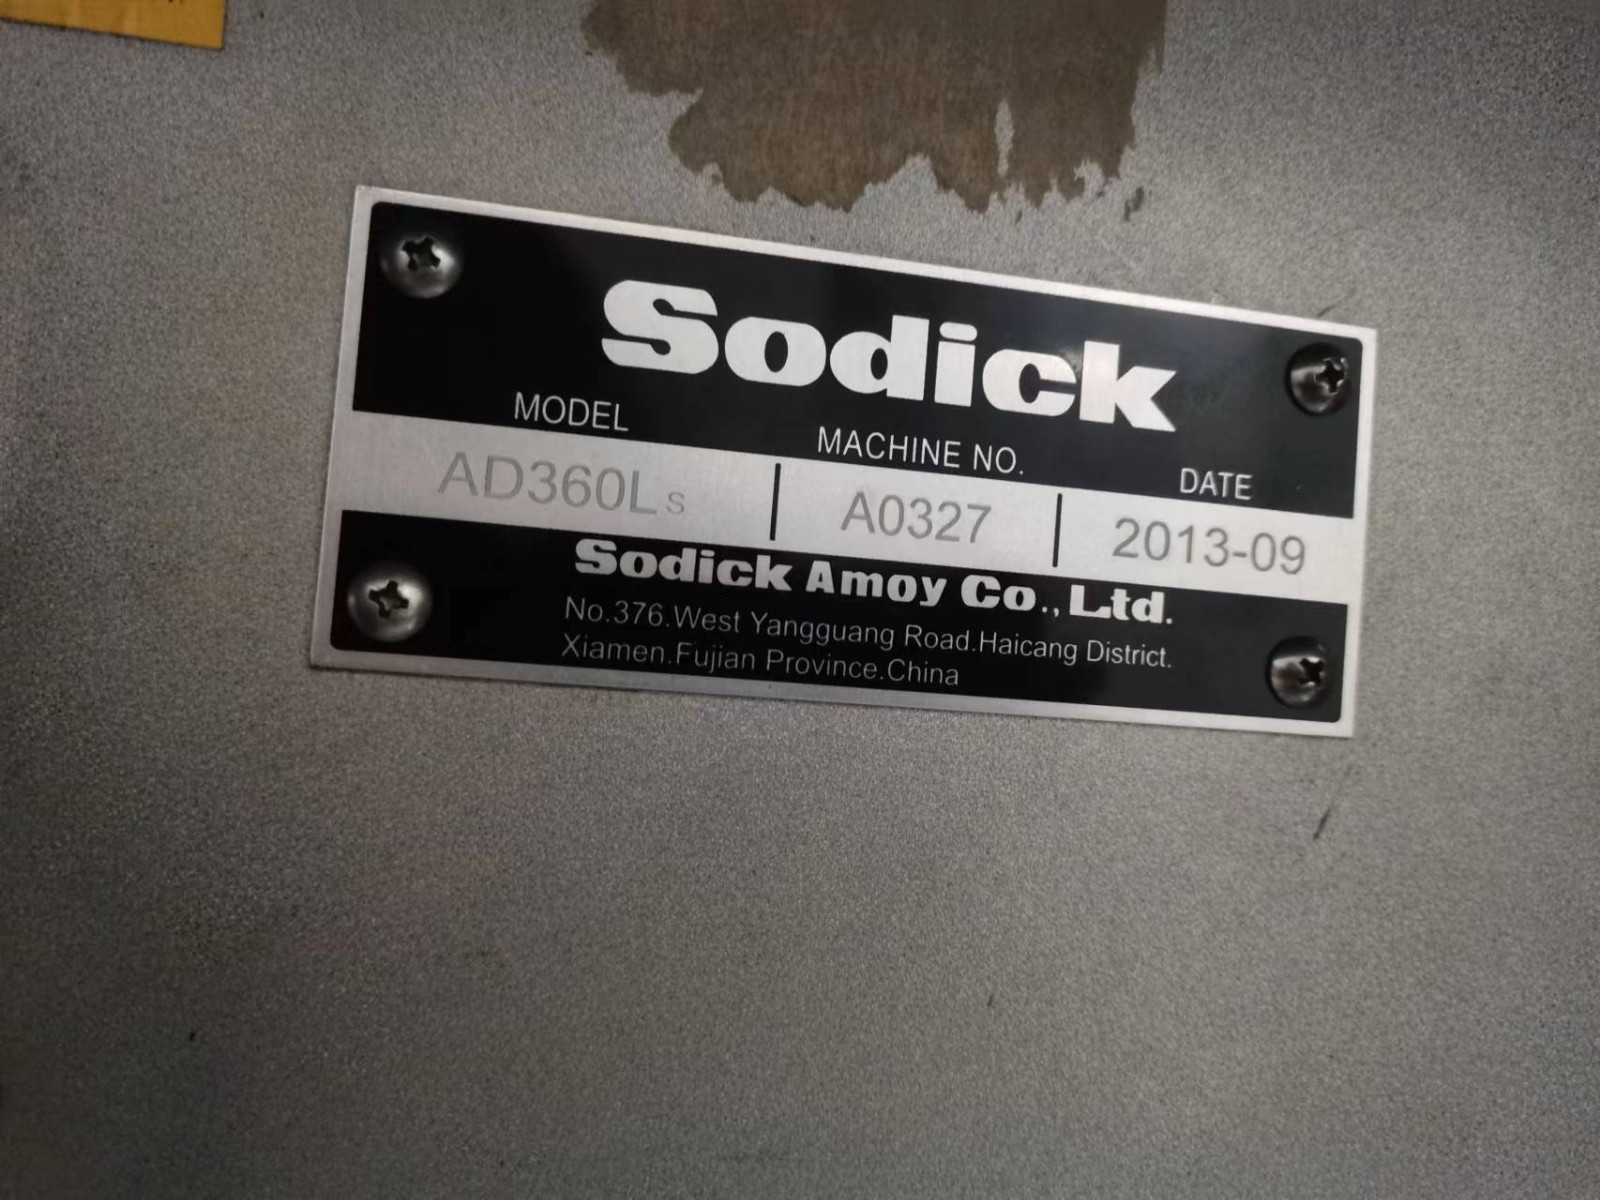 Sodick
MODEL MACHINE NO. DATE
AD360Ls A0327 2013-09
Sodick Amoy Co., Ltd.
No.376.West Yangguang Road.Haicang District.
Xiamen.Fujian Province.China